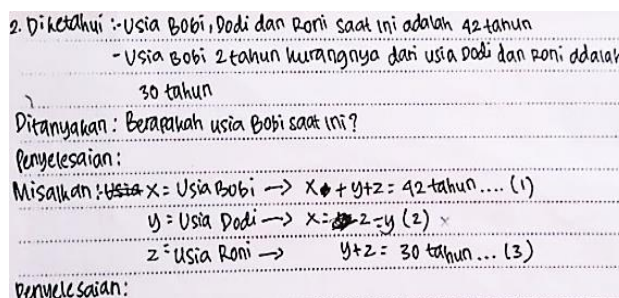 2. Diketahui :- Usia Bobi, Dodi dan Roni saat ini adalah 42 tahun
- Usia Bobi 2 tahun kurangnya dari usia Dodi dan Roni adalah
30 tahun
Ditanyakan : Berapakah usia Bobi saat ini?
Penyelesaian :
Misalkan : x = Usia Bobi → x + y + z = 42 tahun .... (1)
y = Usia Dodi → x = 2 - y (2) ×
z = Usia Roni → y + z = 30 tahun ... (3)
Penyelesaian :